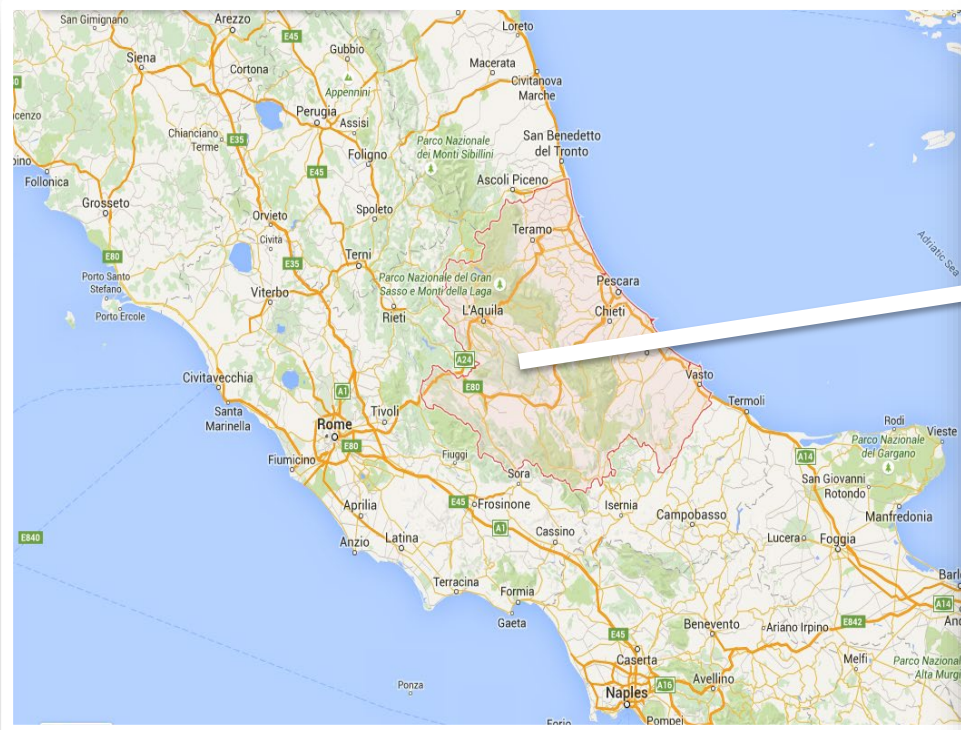 San Gimignano
Arezzo
Loreto
E45
Gubbio
Siena
Cortona
Macerata
Civitanova
Marche
Appennini
Perugia
Assisi
Chianciano
Terme
E35
Parco Nazionale
dei Monti Sibillini
San Benedetto
del Tronto
Foligno
E45
Follonica
Ascoli Piceno
Grosseto
Orvieto
Spoleto
Civita
Teramo
E80
E35
Terni
Adriatic Sea
Porto Santo
Stefano
Parco Nazionale del Gran
Sasso e Monti della Laga
Pescara
Viterbo
Porto Ercole
Rieti
L'Aquila
Chieti
A24
Civitavecchia
A1
E80
Vasto
Santa
Marinella
Tivoli
Termoli
Rome
E80
Rodi
Vieste
Parco Nazionale
del Gargano
Fiumicino
Fiuggi
A14
Sora
San Giovanni
Rotondo
E45
Frosinone
Aprilia
Isernia
Campobasso
Manfredonia
A1
E840
Anzio
Latina
Cassino
Lucera
Foggia
Terracina
Formia
Barl
A14
Gaeta
E842
An
Benevento
Ariano Irpino
E45
Caserta
Melfi
Parco Nazional
Alta Murgi
Ponza
A16
Avellino
Naples
Pompei